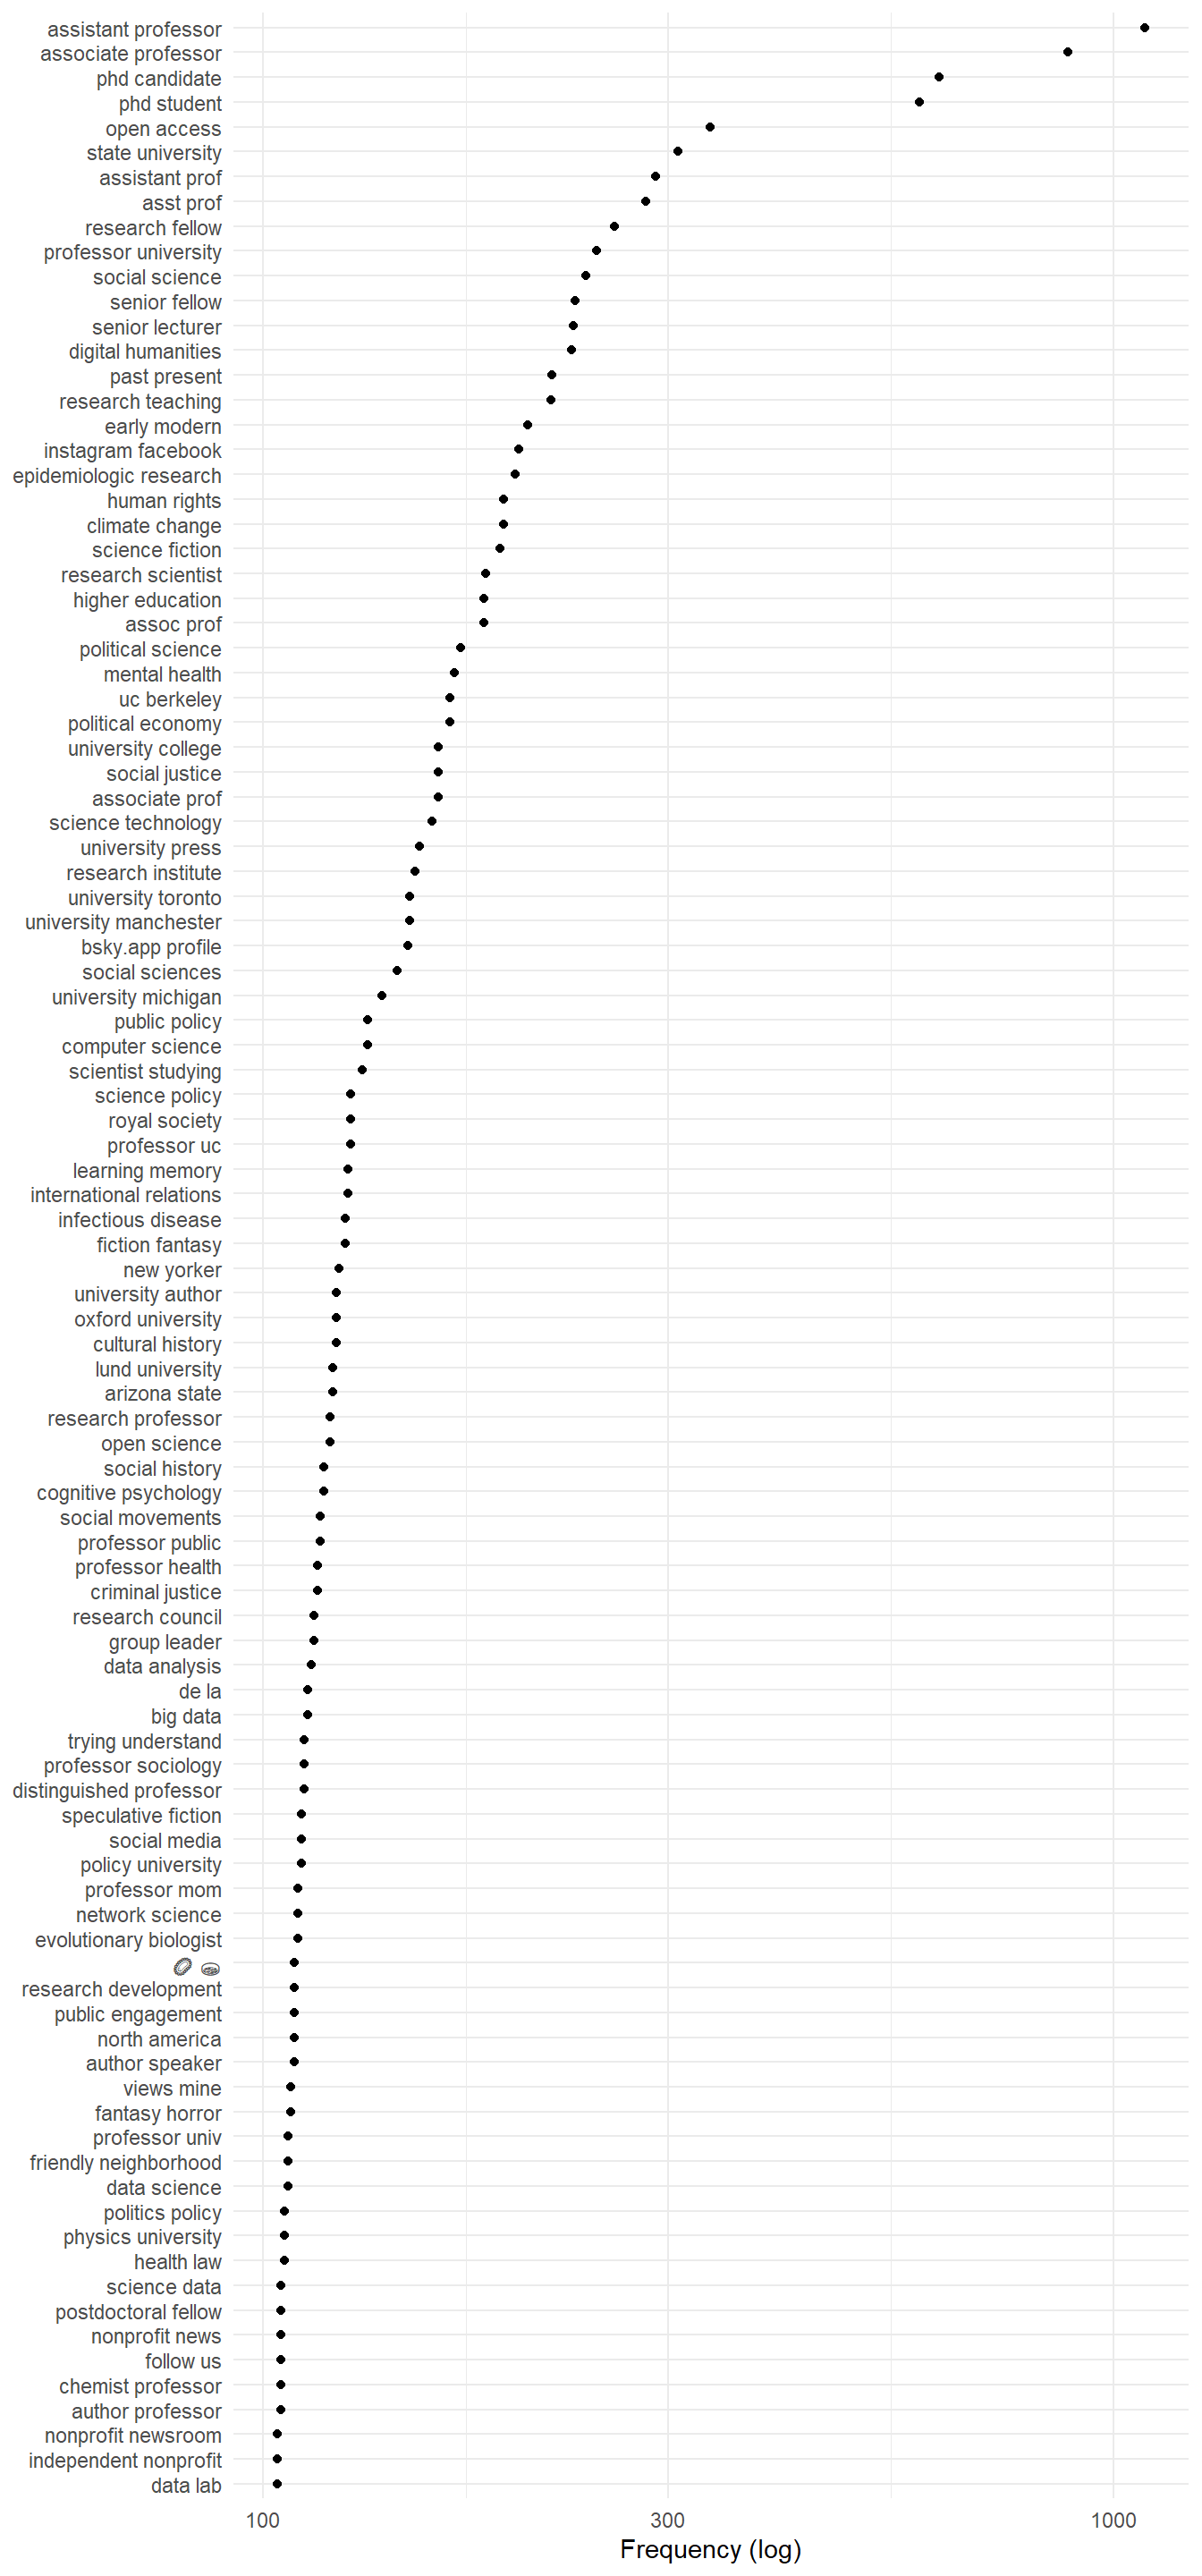 assistant professor
associate professor
phd candidate
phd student
open access
state university
assistant prof
asst prof
research fellow
professor university
social science
senior fellow
senior lecturer
digital humanities
past present
research teaching
early modern
instagram facebook
epidemiologic research
human rights
climate change
science fiction
research scientist
higher education
assoc prof
political science
mental health
uc berkeley
political economy
university college
social justice
associate prof
science technology
university press
research institute
university toronto
university manchester
bsky.app profile
social sciences
university michigan
public policy
computer science
scientist studying
science policy
royal society
professor uc
learning memory
international relations
infectious disease
fiction fantasy
new yorker
university author
oxford university
cultural history
lund university
arizona state
research professor
open science
social history
cognitive psychology
social movements
professor public
professor health
criminal justice
research council
group leader
data analysis
de la
big data
trying understand
professor sociology
distinguished professor
speculative fiction
social media
policy university
professor mom
network science
evolutionary biologist
research development
public engagement
north america
author speaker
views mine
fantasy horror
professor univ
friendly neighborhood
data science
politics policy
physics university
health law
science data
postdoctoral fellow
nonprofit news
follow us
chemist professor
author professor
nonprofit newsroom
independent nonprofit
data lab
100 300 1000
Frequency (log)